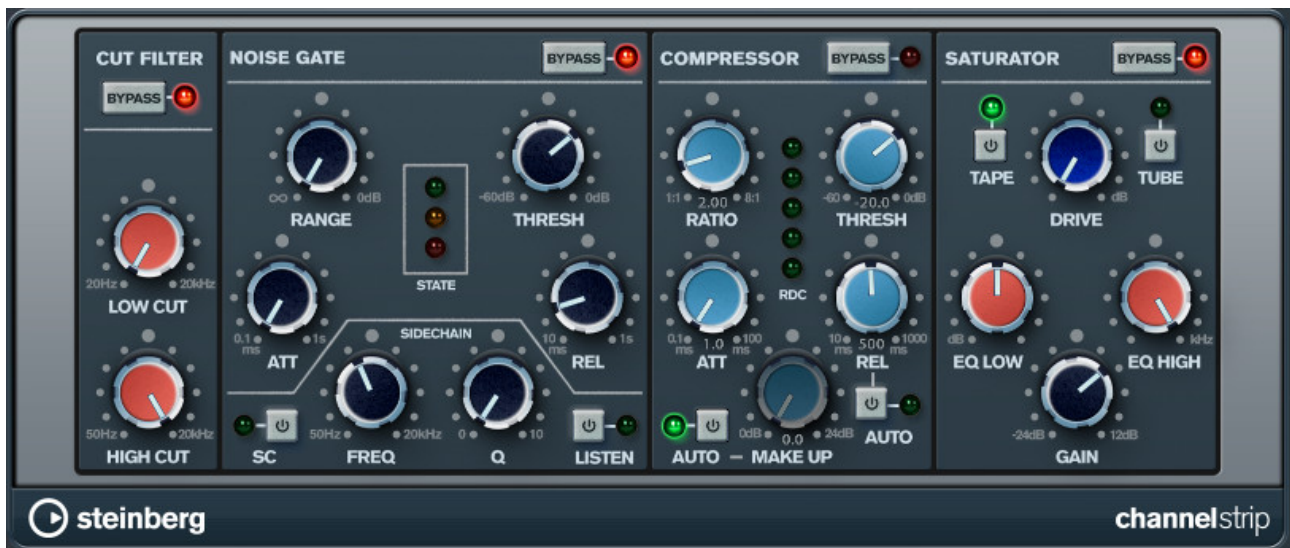 CUT FILTER
BYPASS
20Hz 20kHz
LOW CUT
50Hz 20kHz
HIGH CUT
NOISE GATE
BYPASS
∞ 0dB
RANGE
-60dB 0dB
THRESH
STATE
0.1 ms 1s
ATT
10 ms 1s
REL
SIDECHAIN
SC
50Hz 20kHz
FREQ
0 10
Q
LISTEN
COMPRESSOR
BYPASS
1:1 2.00 8:1
RATIO
-60 -20.0 0dB
THRESH
RDC
0.1 ms 1.0 100 ms
ATT
10 ms 500 1000 ms
REL
0dB 0.0 24dB
AUTO – MAKE UP
AUTO
SATURATOR
BYPASS
TAPE
dB
DRIVE
TUBE
dB
EQ LOW
kHz
EQ HIGH
-24dB 12dB
GAIN
steinberg
channelstrip